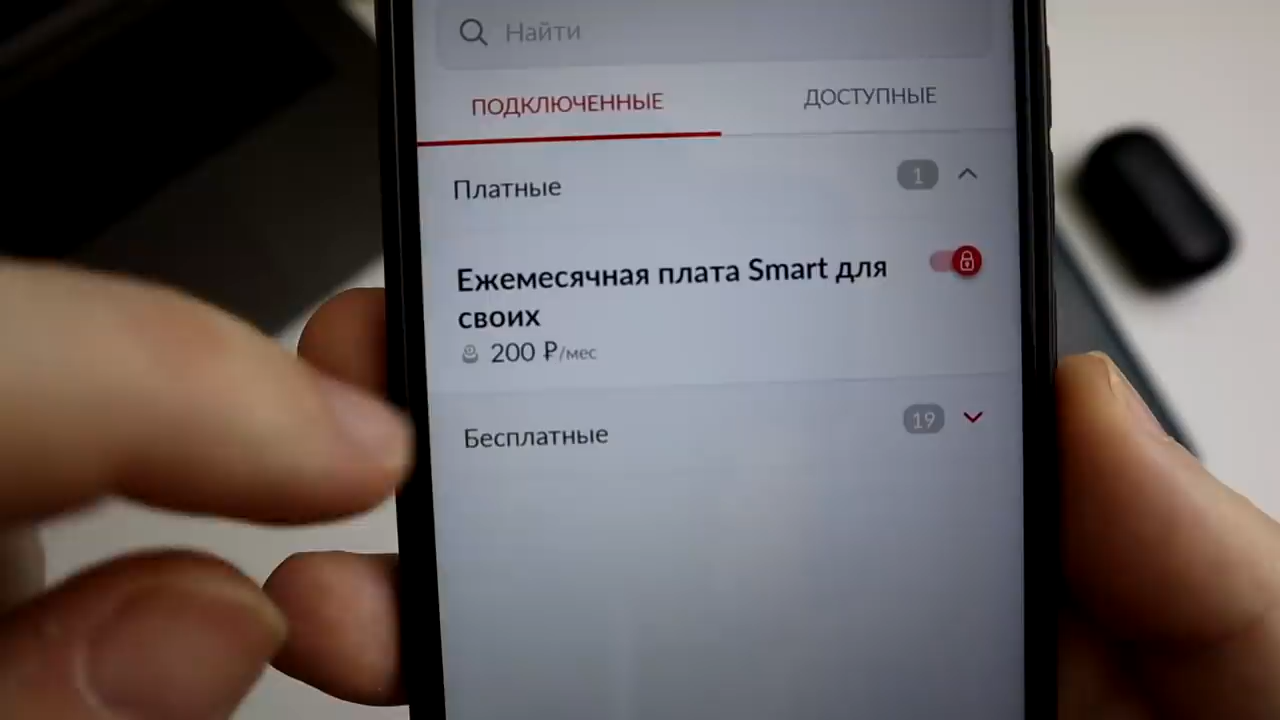 Найти
ПОДКЛЮЧЕННЫЕ ДОСТУПНЫЕ
Платные 1
Ежемесячная плата Smart для
своих
200 ₽/мес
Бесплатные 19